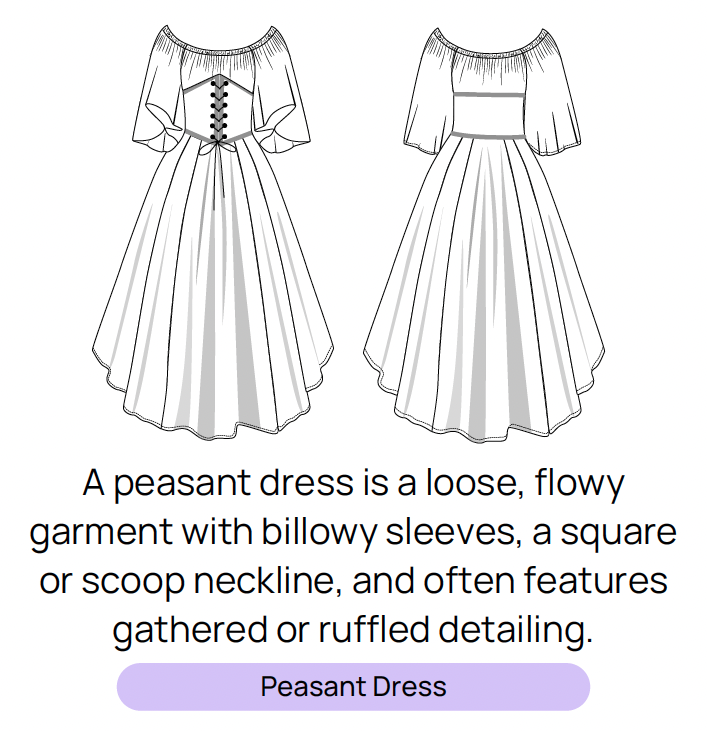 A peasant dress is a loose, flowy
garment with billowy sleeves, a square
or scoop neckline, and often features
gathered or ruffled detailing.
Peasant Dress